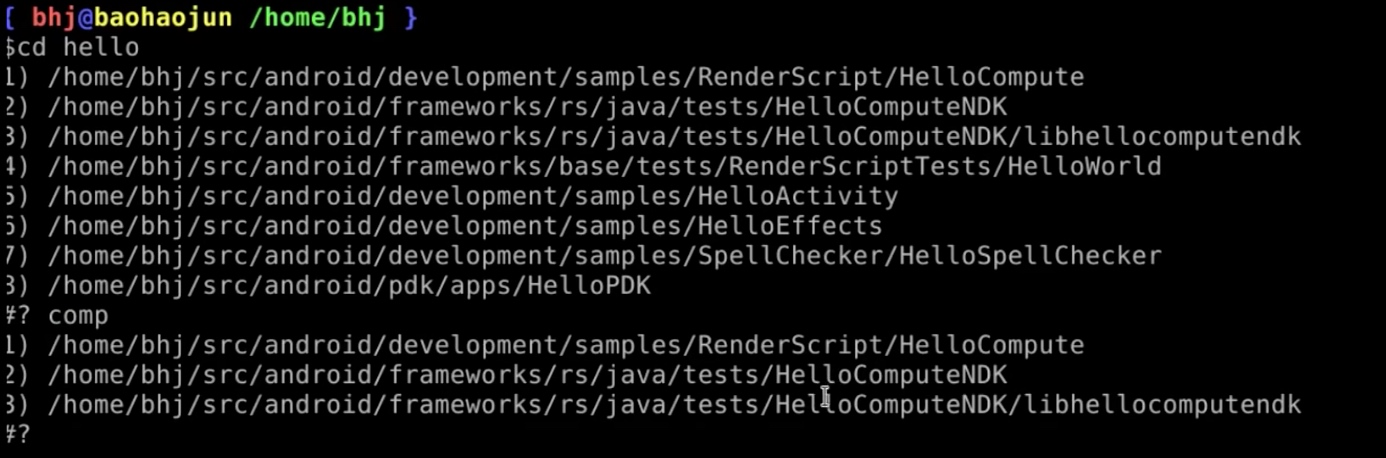 { bhj@baohaojun /home/bhj }
$cd hello
1) /home/bhj/src/android/development/samples/RenderScript/HelloCompute
2) /home/bhj/src/android/frameworks/rs/java/tests/HelloComputeNDK
3) /home/bhj/src/android/frameworks/rs/java/tests/HelloComputeNDK/libhellocomputendk
4) /home/bhj/src/android/frameworks/base/tests/RenderScriptTests/HelloWorld
5) /home/bhj/src/android/development/samples/HelloActivity
6) /home/bhj/src/android/development/samples/HelloEffects
7) /home/bhj/src/android/development/samples/SpellChecker/HelloSpellChecker
8) /home/bhj/src/android/pdk/apps/HelloPDK
#? comp
1) /home/bhj/src/android/development/samples/RenderScript/HelloCompute
2) /home/bhj/src/android/frameworks/rs/java/tests/HelloComputeNDK
3) /home/bhj/src/android/frameworks/rs/java/tests/HelloComputeNDK/libhellocomputendk
#?